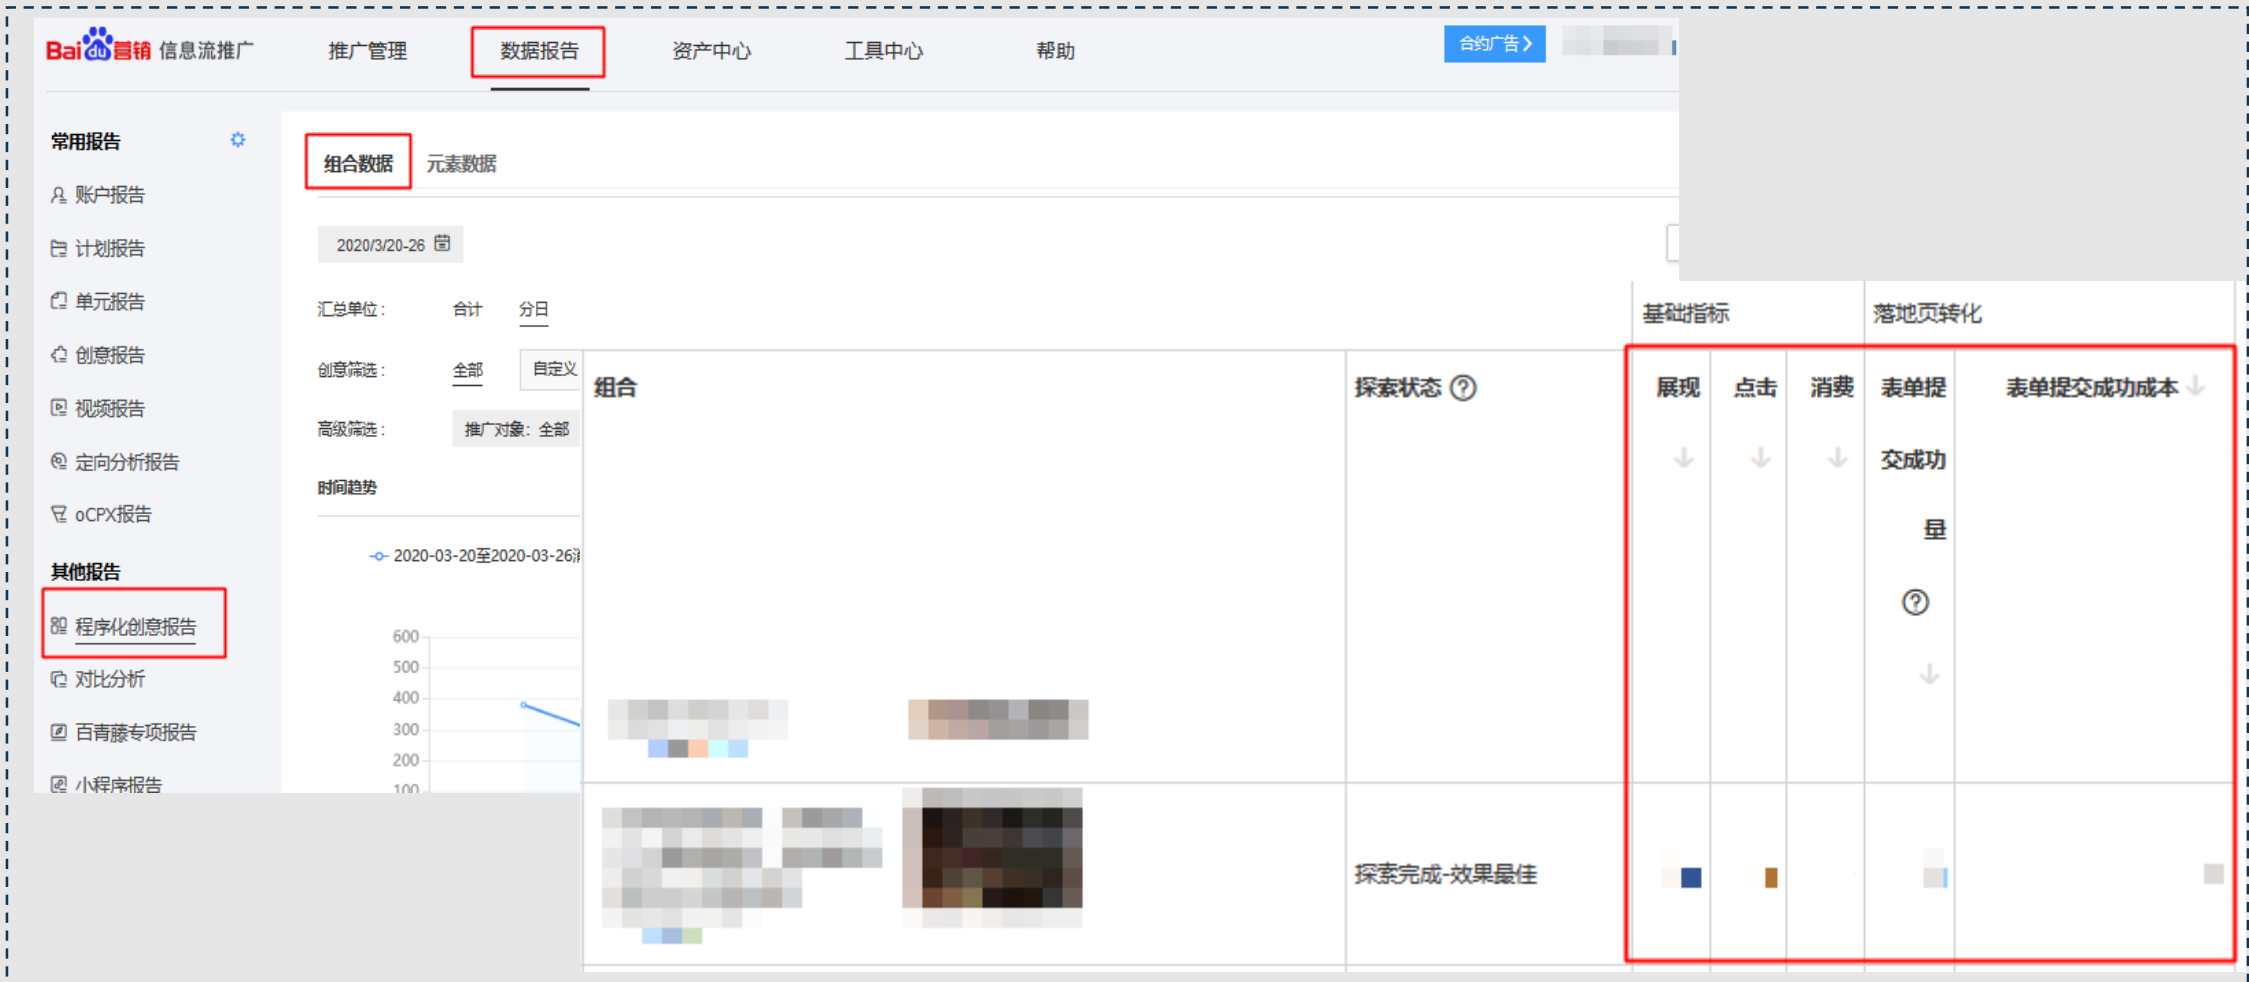 Bai du 营销 信息流推广
推广管理
数据报告
资产中心
工具中心
帮助
合约广告
常用报告
账户报告
计划报告
单元报告
创意报告
视频报告
定向分析报告
oCPX报告
其他报告
程序化创意报告
对比分析
百青藤专项报告
小程序报告
组合数据 元素数据
2020/3/20-26
汇总单位： 合计 分日
创意筛选： 全部 自定义
高级筛选： 推广对象：全部
时间趋势
2020-03-20至2020-03-26
600
500
400
300
200
100
基础指标 落地页转化
组合 探索状态 ? 展现 点击 消费 表单提 表单提交成功成本
交成功
量
?
探索完成-效果最佳